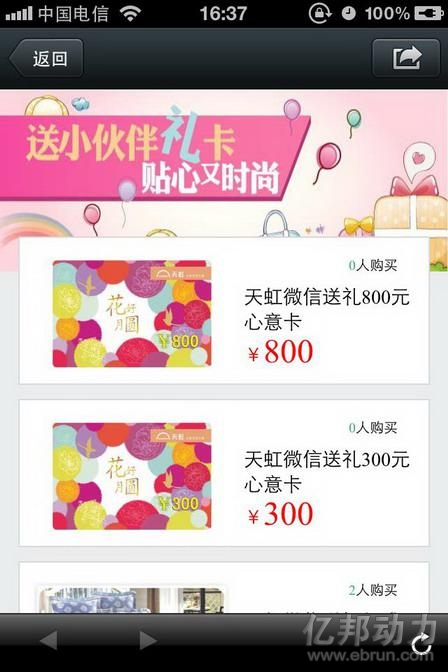 中国电信 16:37 100%
返回
送小伙伴礼卡
贴心又时尚
0人购买
天虹
花好月圆
¥800
天虹微信送礼800元
心意卡
¥800
0人购买
天虹
花好月圆
¥300
天虹微信送礼300元
心意卡
¥300
2人购买
亿邦动力
www.ebrun.com